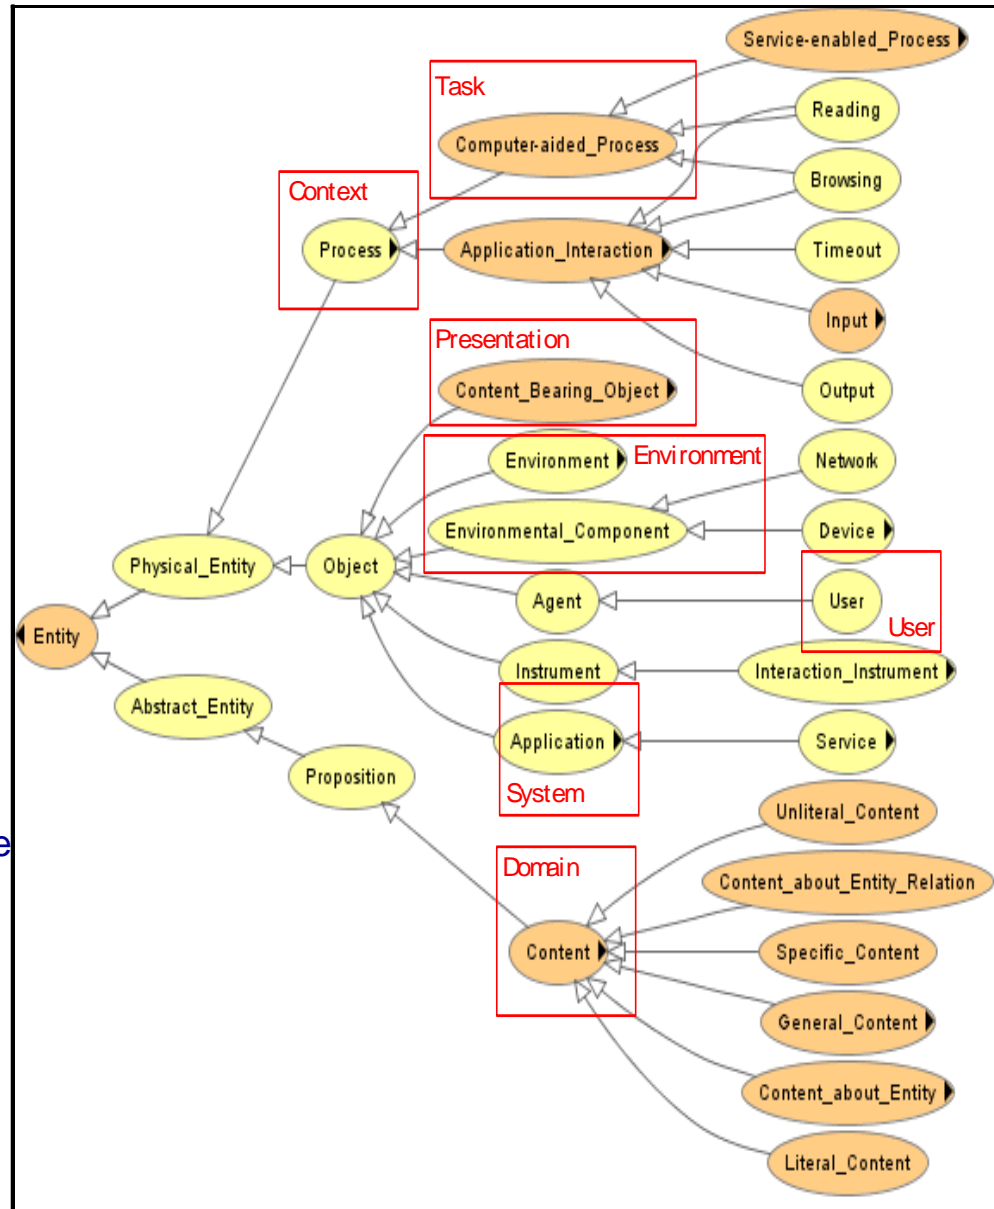 Service-enabled_Process
Task
Reading
Computer-aided_Process
Browsing
Context
Process
Application_Interaction
Timeout
Input
Presentation
Content_Bearing_Object
Output
Environment
Environment
Network
Environmental_Component
Device
Physical_Entity
Object
Agent
User
User
Entity
Instrument
Interaction_Instrument
Abstract_Entity
Application
Service
Proposition
System
Unliteral_Content
e
Domain
Content_about_Entity_Relation
Content
Specific_Content
General_Content
Content_about_Entity
Literal_Content